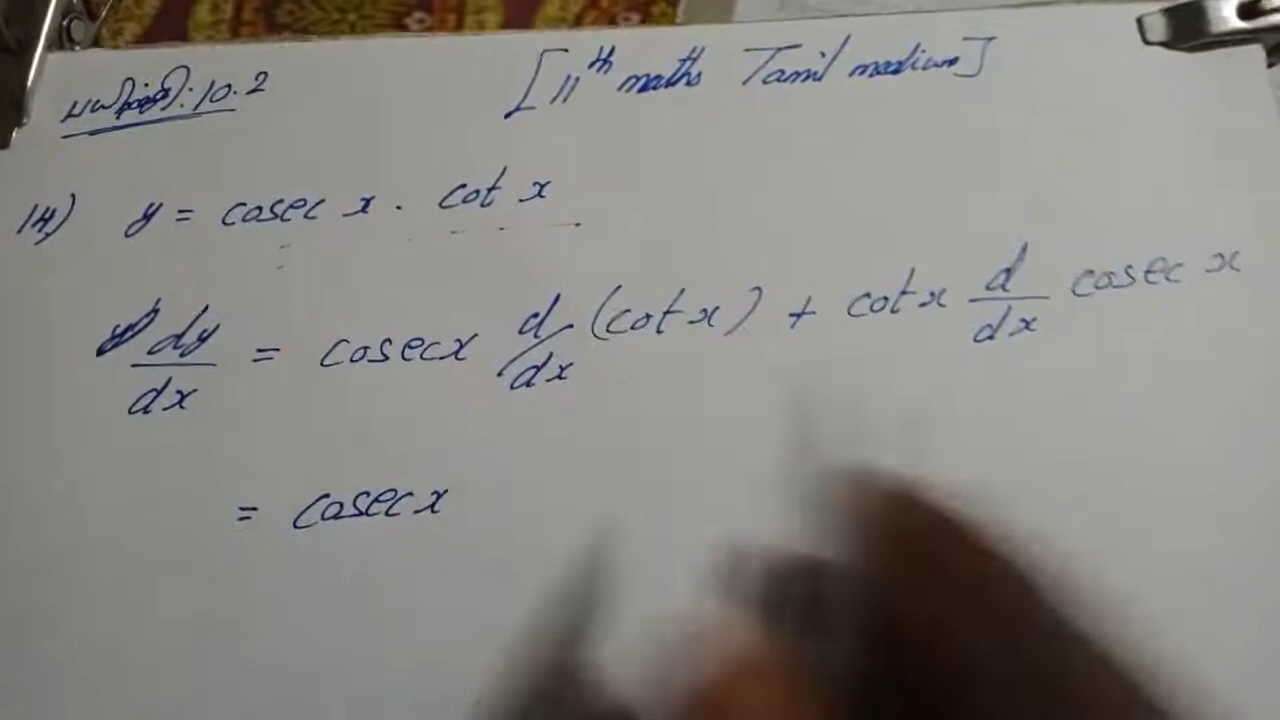 பயிற்சி: 10.2
[11th maths Tamil medium]
14) y = cosec x . cot x
dy/dx = cosec x d/dx (cot x) + cot x d/dx cosec x
= cosec x